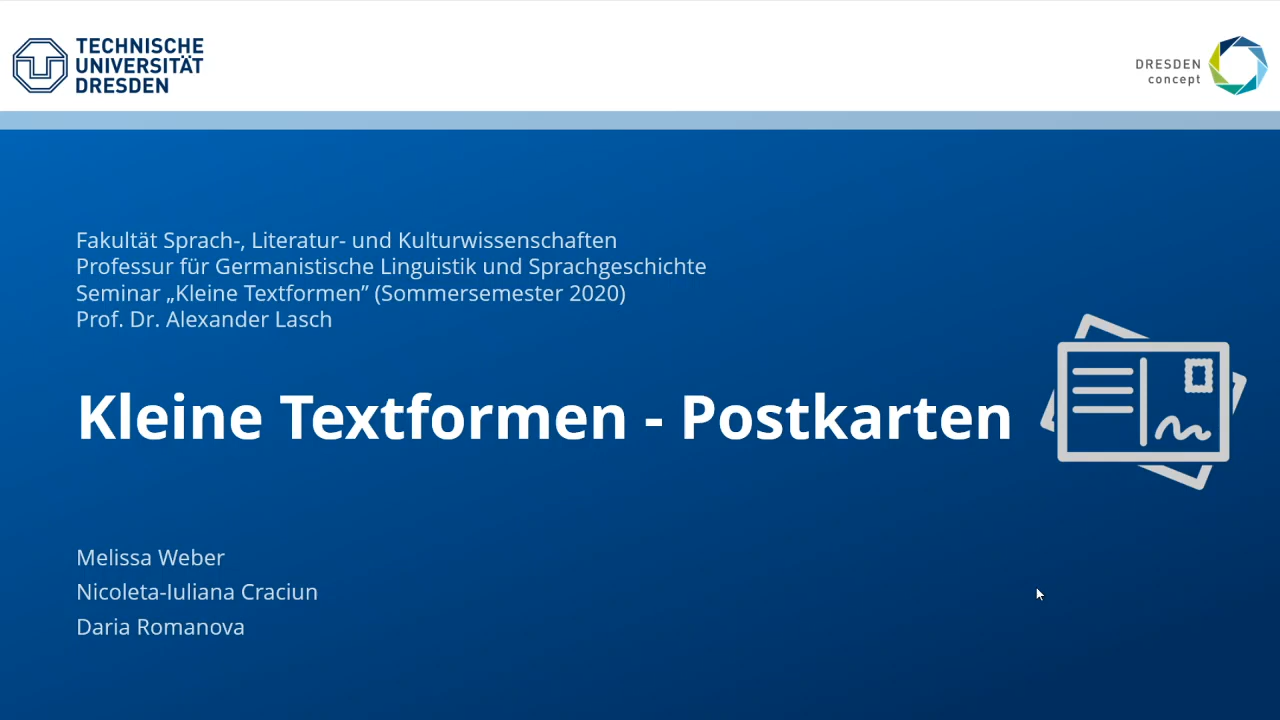 TECHNISCHE
UNIVERSITÄT
DRESDEN
DRESDEN
concept
Fakultät Sprach-, Literatur- und Kulturwissenschaften
Professur für Germanistische Linguistik und Sprachgeschichte
Seminar „Kleine Textformen” (Sommersemester 2020)
Prof. Dr. Alexander Lasch
Kleine Textformen - Postkarten
Melissa Weber
Nicoleta-Iuliana Craciun
Daria Romanova